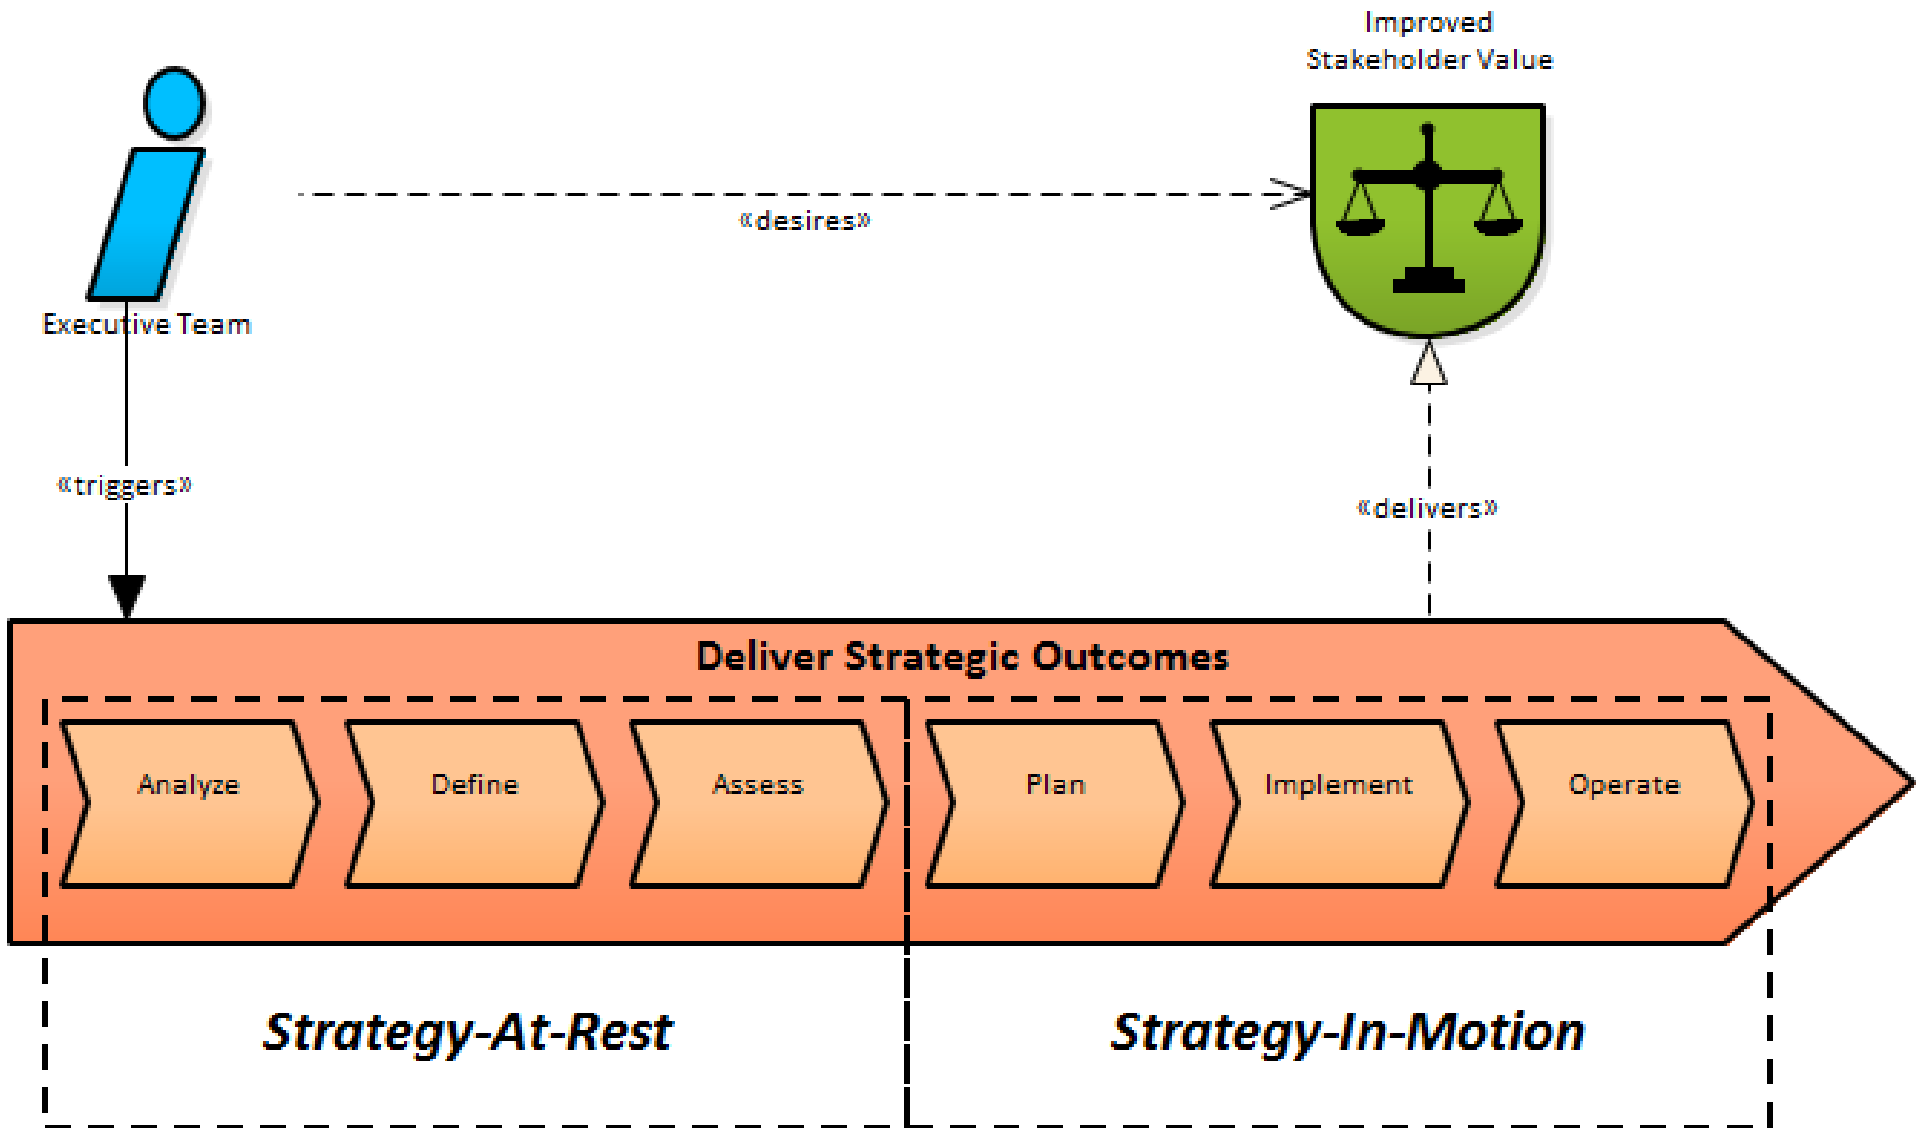 Improved
Stakeholder Value
«desires»
Executive Team
«triggers»
«delivers»
Deliver Strategic Outcomes
Analyze
Define
Assess
Plan
Implement
Operate
Strategy-At-Rest
Strategy-In-Motion